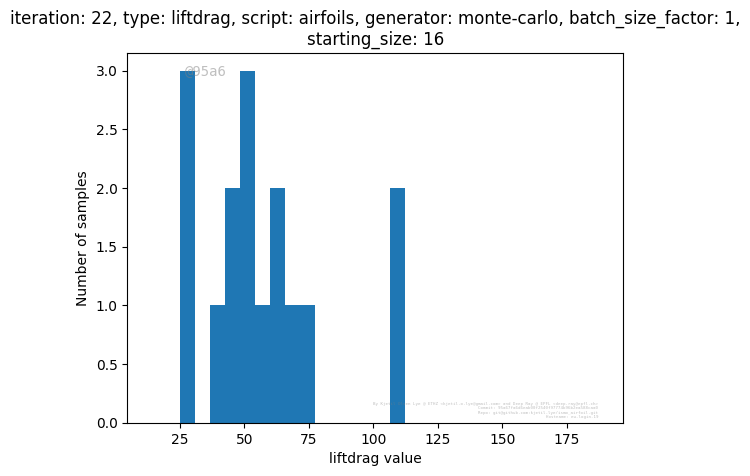 iteration: 22, type: liftdrag, script: airfoils, generator: monte-carlo, batch_size_factor: 1,
starting_size: 16
@95a6
3.0
2.5
2.0
1.5
1.0
0.5
0.0
Number of samples
25 50 75 100 125 150 175
liftdrag value